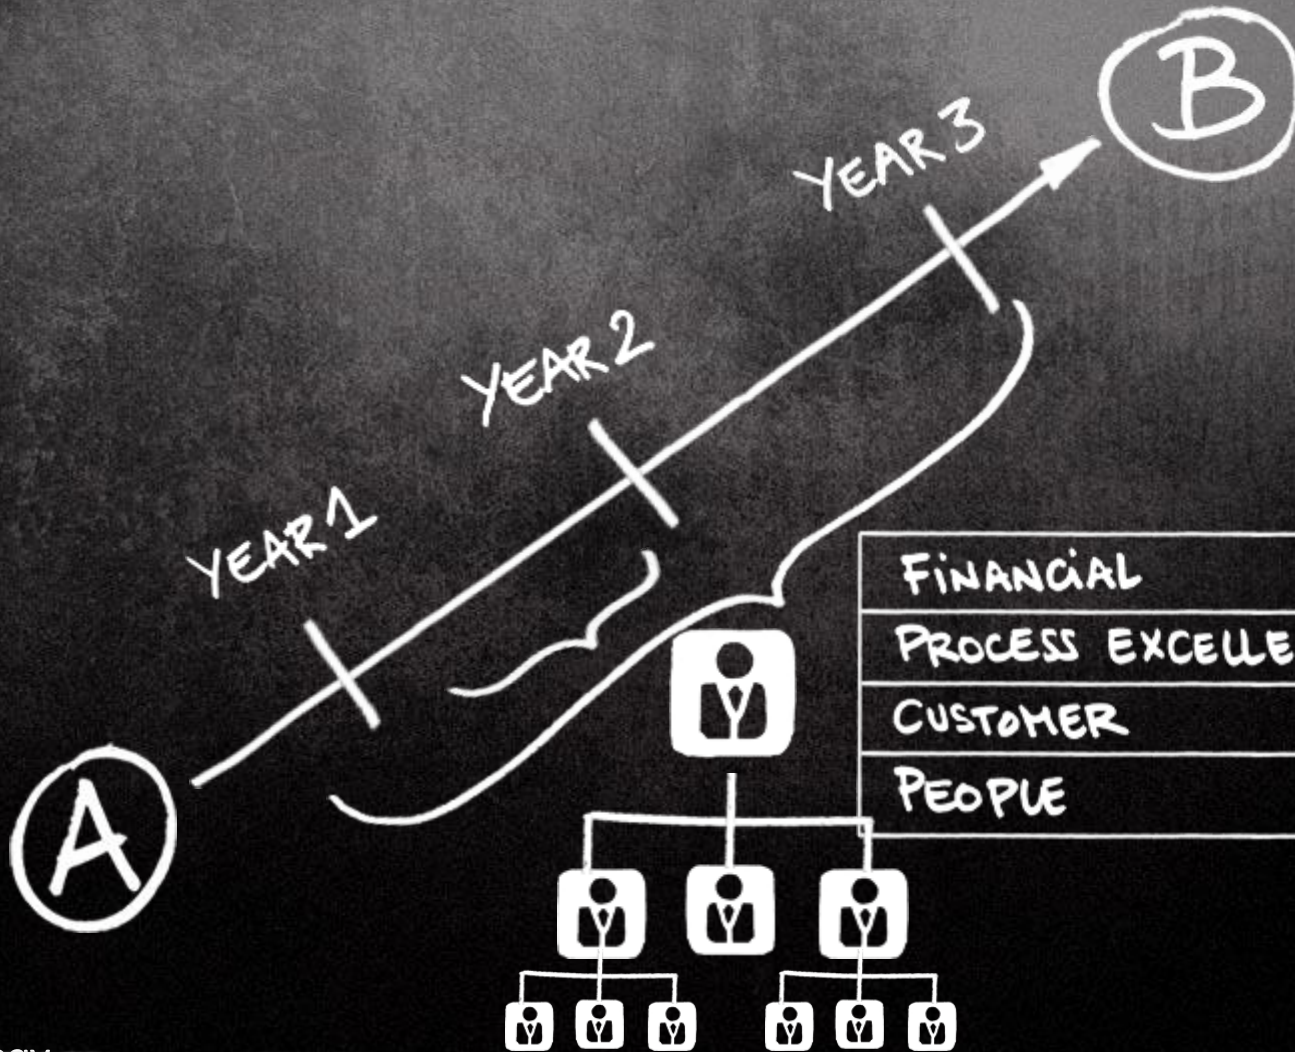 B
YEAR 3
YEAR 2
YEAR 1
A
FINANCIAL
PROCESS EXCELLE
CUSTOMER
PEOPLE